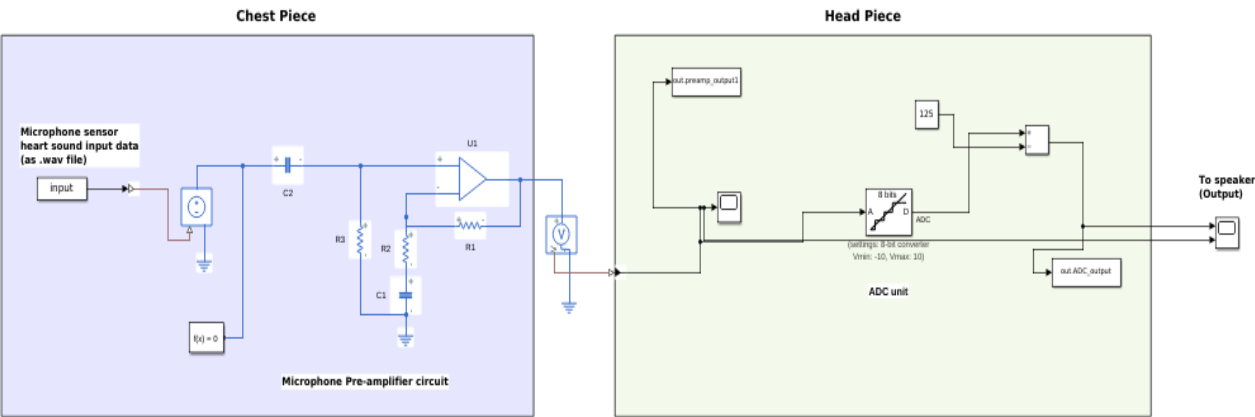 Chest Piece
Head Piece
Microphone sensor
heart sound input data
(as .wav file)
input
f(x) = 0
C2
R3
R2
C1
U1
R1
V
Microphone Pre-amplifier circuit
out.preamp_output1
125
8 bits
A
D
ADC
(settings: 8-bit converter
Vmin: -10, Vmax: 10)
ADC unit
out.ADC_output
To speaker
(Output)